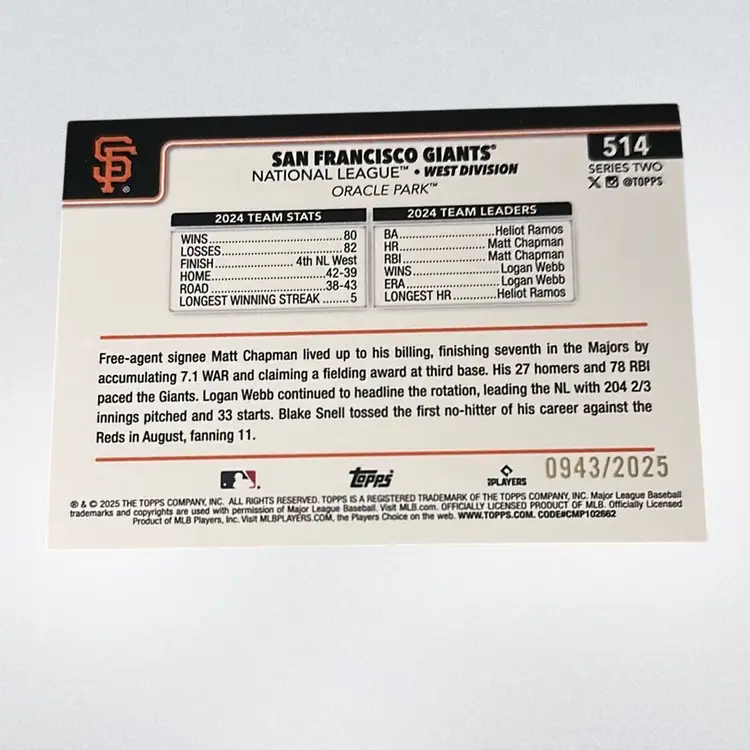 SF®
SAN FRANCISCO GIANTS®
NATIONAL LEAGUE™ • WEST DIVISION
ORACLE PARK™
514
SERIES TWO
@TOPPS
2024 TEAM STATS
WINS..............................80
LOSSES..............................82
FINISH....................4th NL West
HOME..............................42-39
ROAD..............................38-43
LONGEST WINNING STREAK.....5
2024 TEAM LEADERS
BA....................Heliot Ramos
HR....................Matt Chapman
RBI....................Matt Chapman
WINS....................Logan Webb
ERA....................Logan Webb
LONGEST HR............Heliot Ramos
Free-agent signee Matt Chapman lived up to his billing, finishing seventh in the Majors by
accumulating 7.1 WAR and claiming a fielding award at third base. His 27 homers and 78 RBI
paced the Giants. Logan Webb continued to headline the rotation, leading the NL with 204 2/3
innings pitched and 33 starts. Blake Snell tossed the first no-hitter of his career against the
Reds in August, fanning 11.
Topps
PLAYERS
0943/2025
® & © 2025 THE TOPPS COMPANY, INC. ALL RIGHTS RESERVED. TOPPS IS A REGISTERED TRADEMARK OF THE TOPPS COMPANY, INC. Major League Baseball
trademarks and copyrights are used with permission of Major League Baseball. Visit MLB.com. OFFICIALLY LICENSED PRODUCT OF MLB. Officially Licensed
Product of MLB Players, Inc. Visit MLBPLAYERS.COM, the Players Choice on the web. WWW.TOPPS.COM. CODE#CMP102662